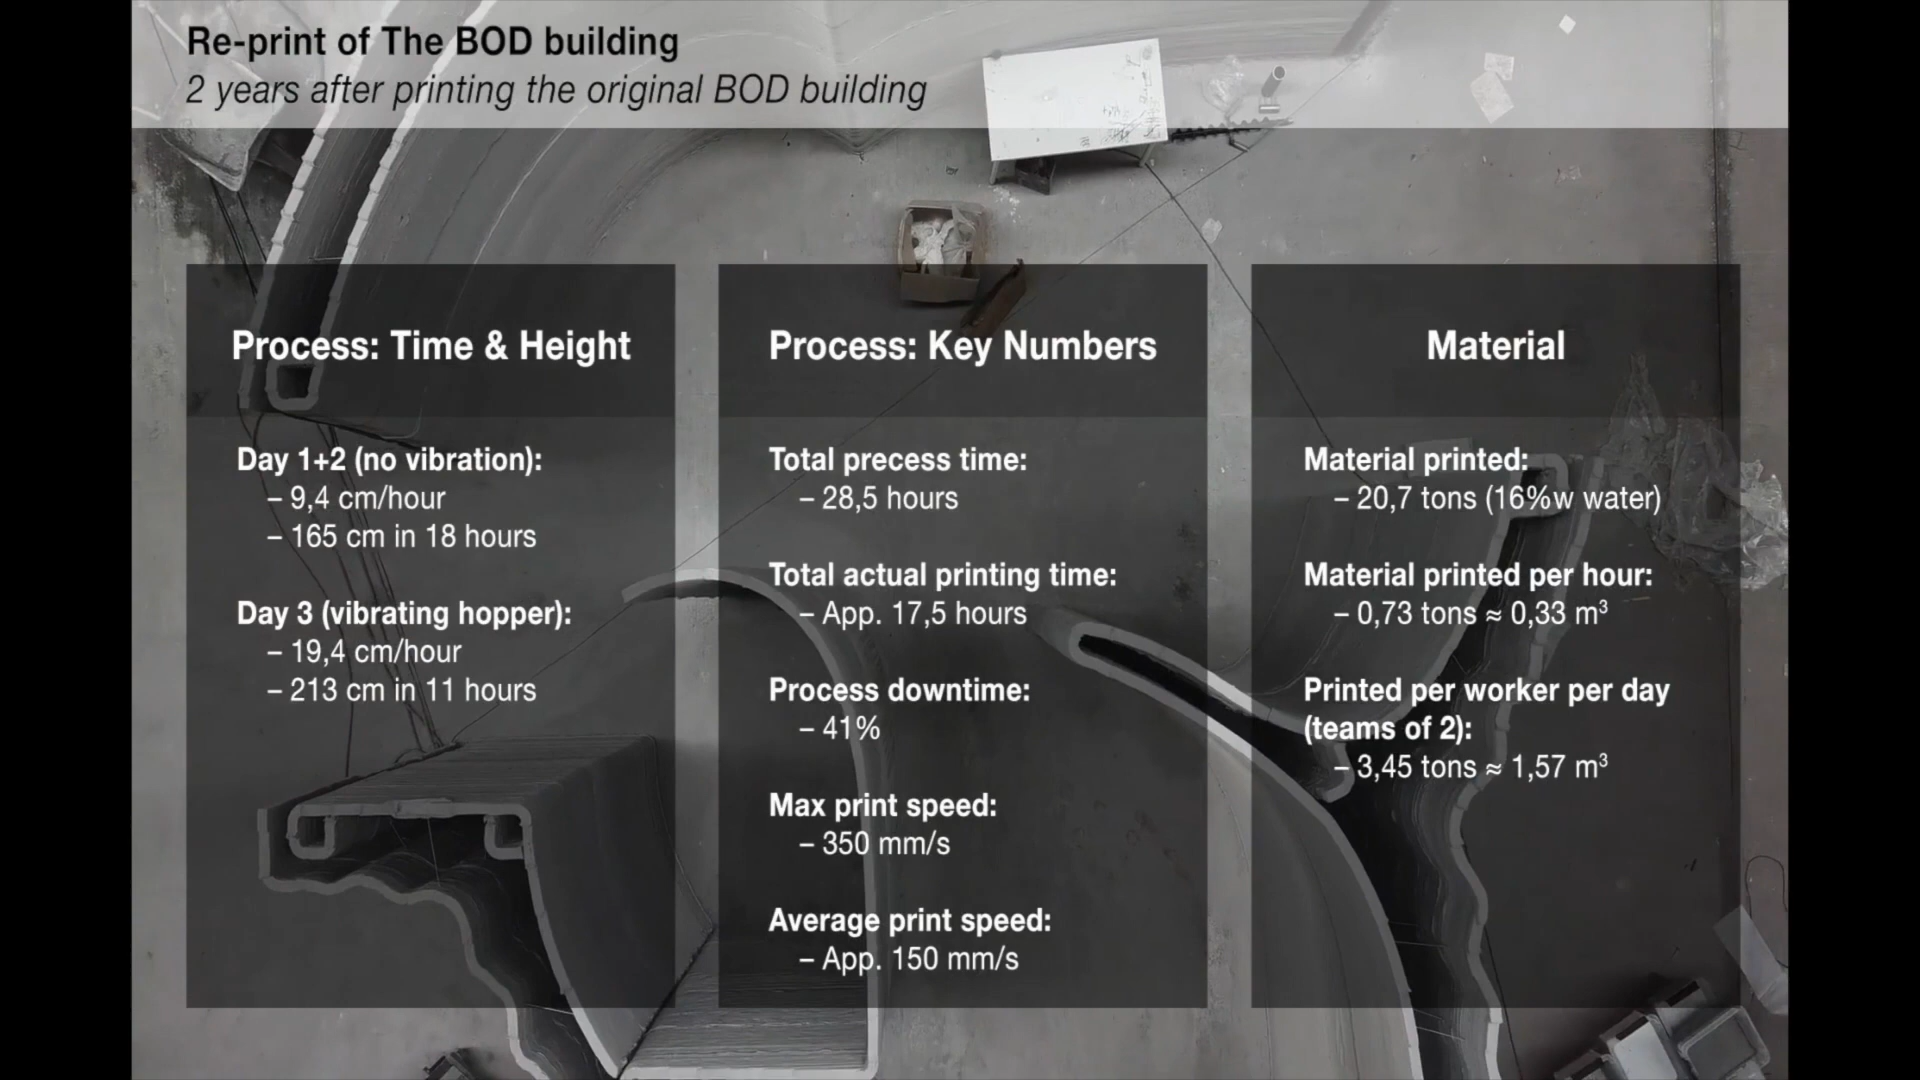 Re-print of The BOD building
2 years after printing the original BOD building
Process: Time & Height
Day 1+2 (no vibration):
– 9,4 cm/hour
– 165 cm in 18 hours
Day 3 (vibrating hopper):
– 19,4 cm/hour
– 213 cm in 11 hours
Process: Key Numbers
Total precess time:
– 28,5 hours
Total actual printing time:
– App. 17,5 hours
Process downtime:
– 41%
Max print speed:
– 350 mm/s
Average print speed:
– App. 150 mm/s
Material
Material printed:
– 20,7 tons (16%w water)
Material printed per hour:
– 0,73 tons ≈ 0,33 m³
Printed per worker per day
(teams of 2):
– 3,45 tons ≈ 1,57 m³